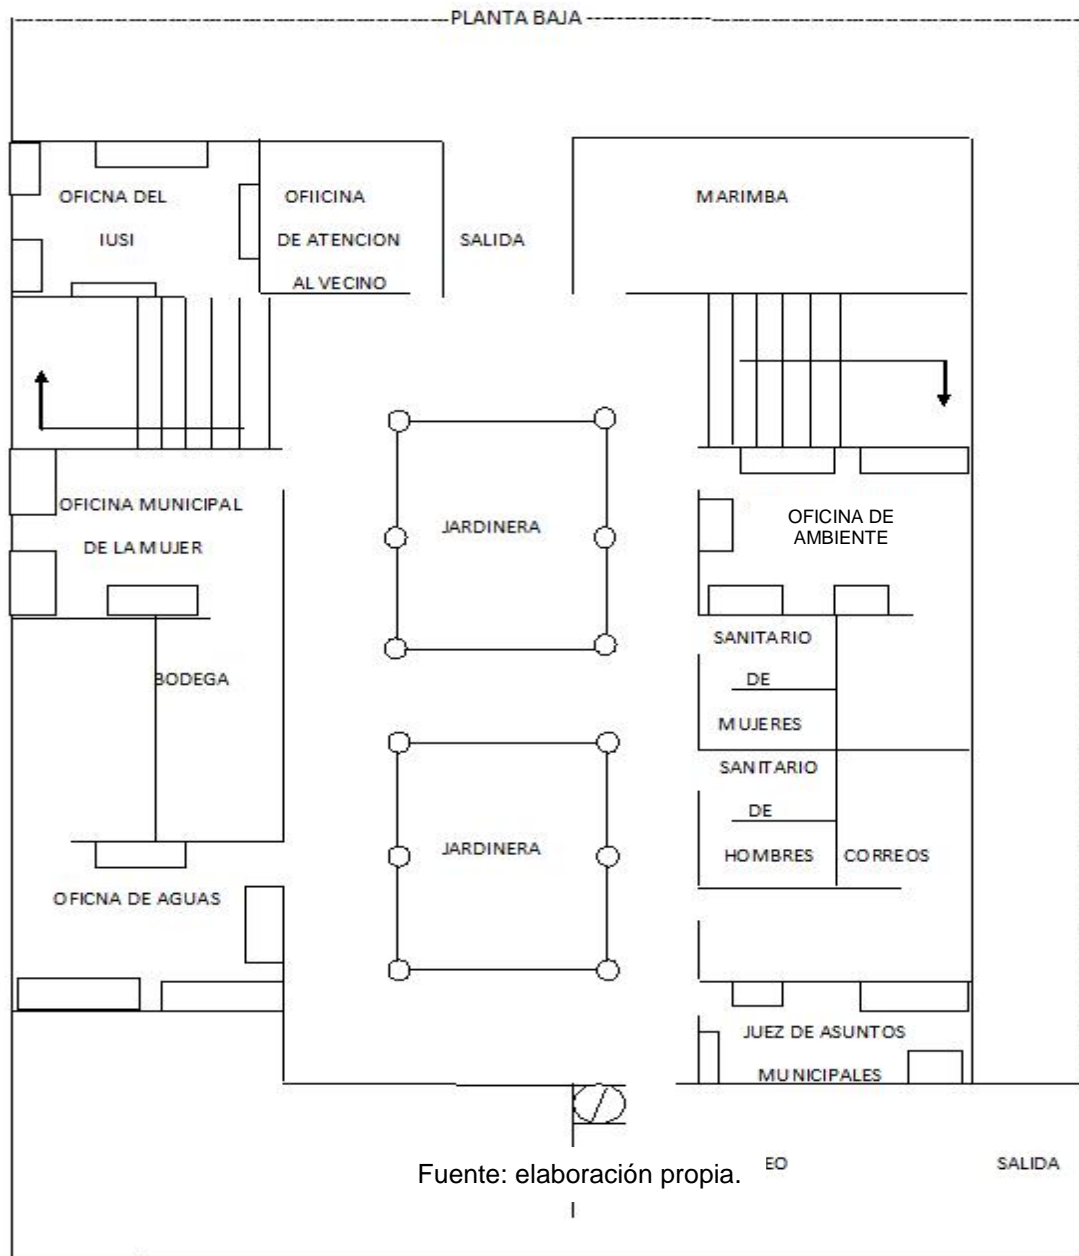 PLANTA BAJA
OFICNA DEL
IUSI
OFIICINA
DE ATENCION
AL VECINO
SALIDA
MARIMBA
OFICINA MUNICIPAL
DE LA MUJER
JARDINERA
OFICINA DE
AMBIENTE
SANITARIO
DE
MUJERES
BODEGA
SANITARIO
DE
HOMBRES
CORREOS
JARDINERA
OFICNA DE AGUAS
JUEZ DE ASUNTOS
MUNICIPALES
Fuente: elaboración propia.
EO
SALIDA